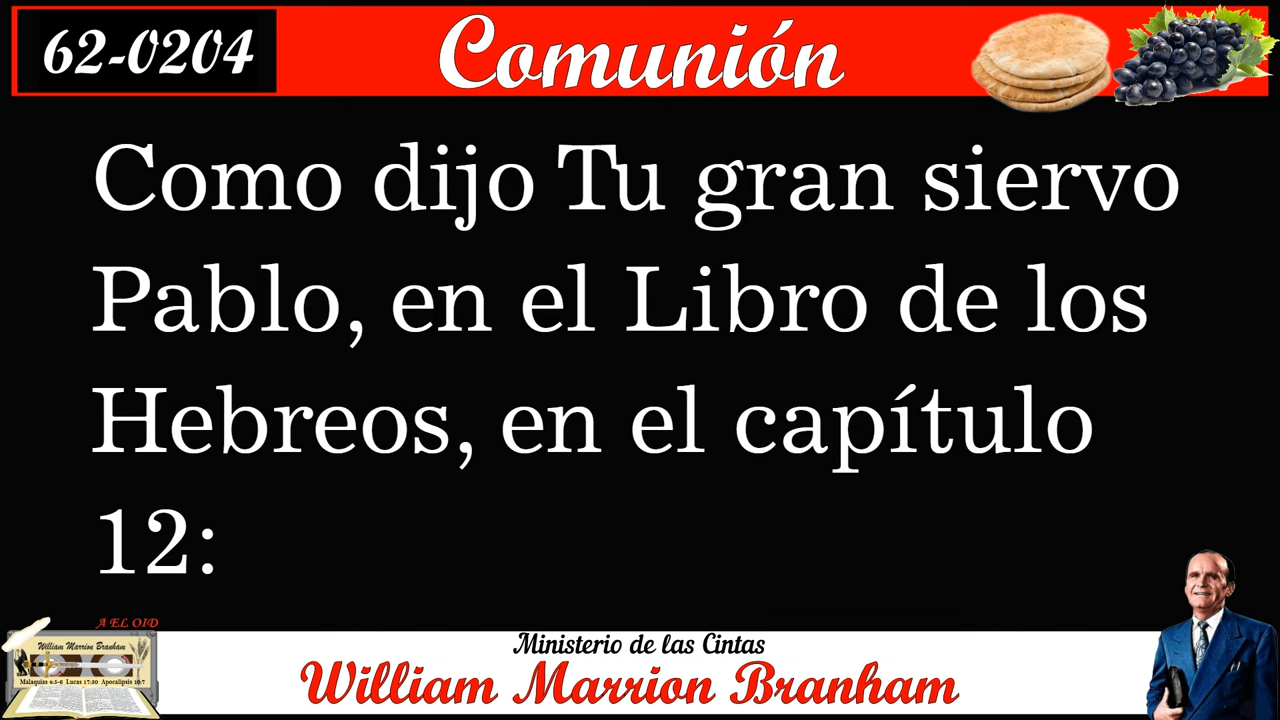 62-0204
Comunión
Como dijo Tu gran siervo
Pablo, en el Libro de los
Hebreos, en el capítulo
12:
A EL OID
William Marrion Branham
Malaquías 4:5-6 Lucas 17:30 Apocalipsis 10:7
Ministerio de las Cintas
William Marrion Branham